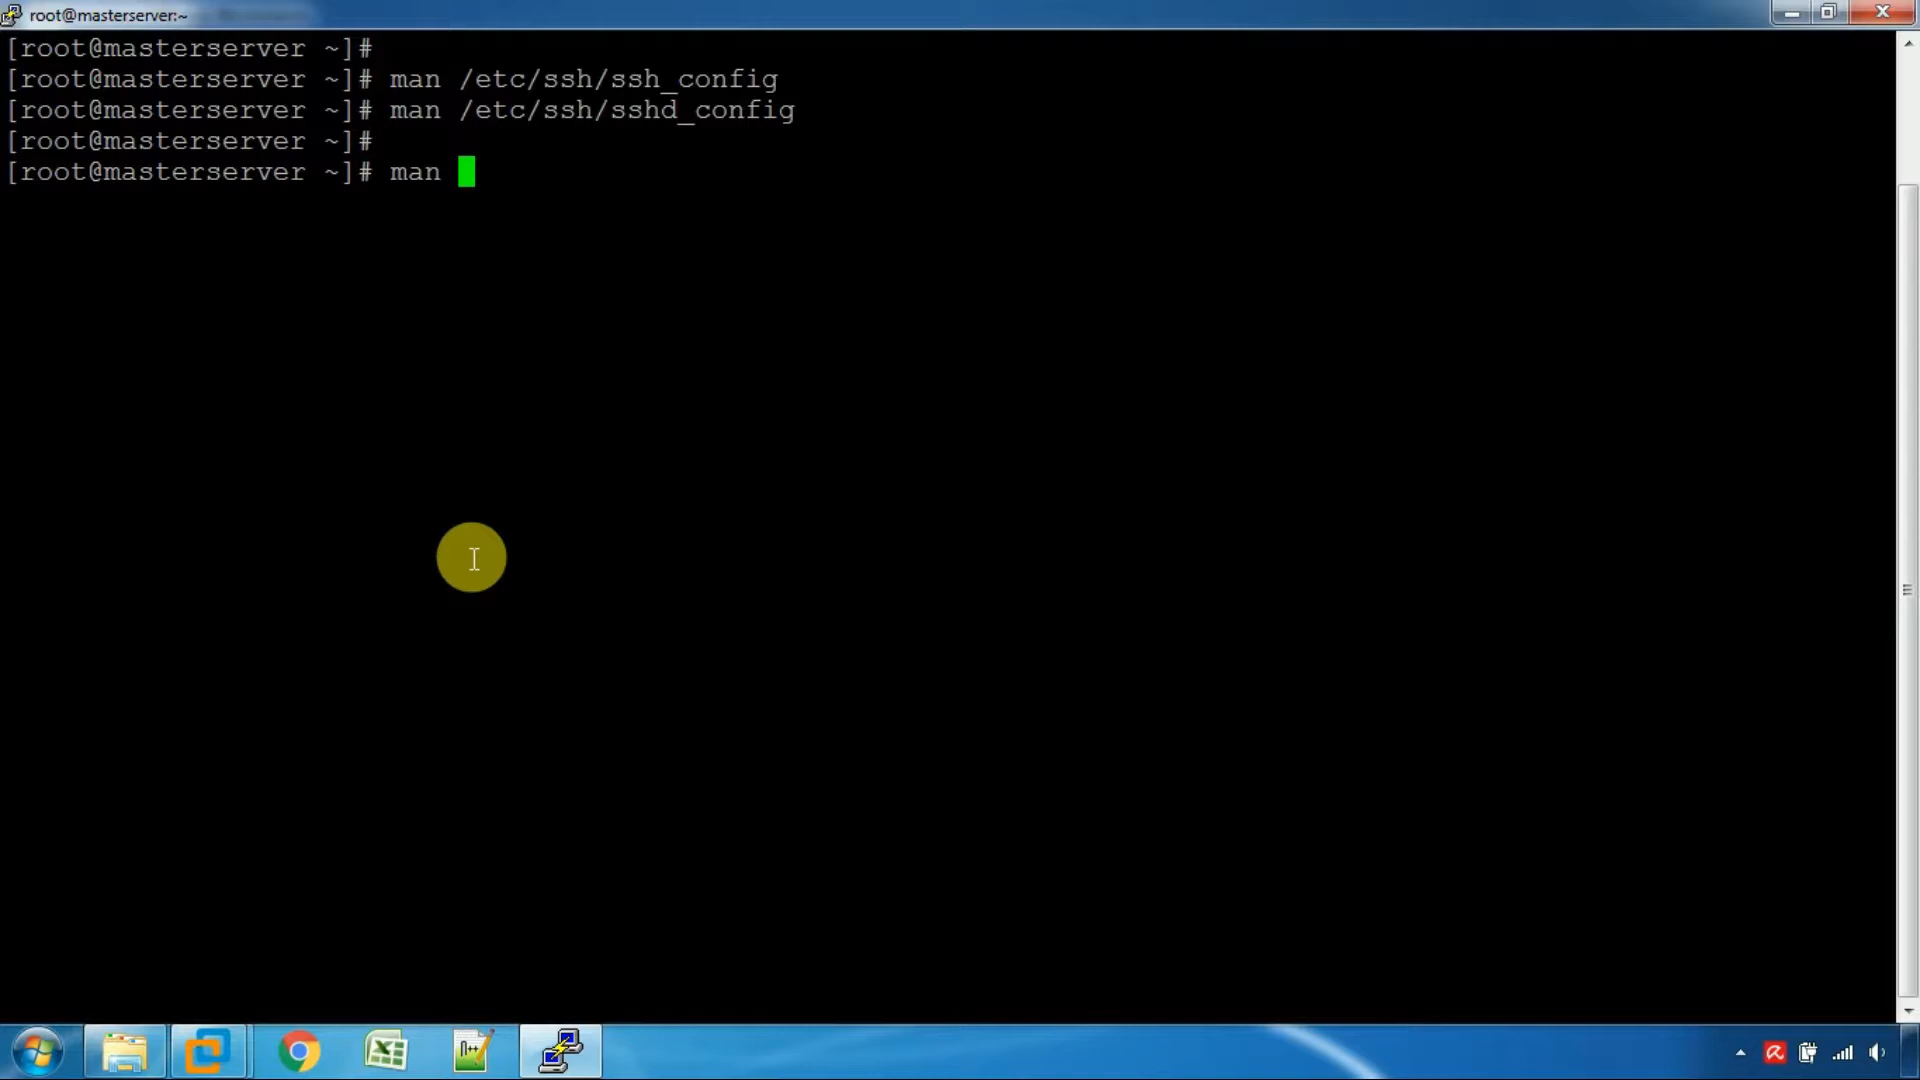 root@masterserver:~
[root@masterserver ~]#
[root@masterserver ~]# man /etc/ssh/ssh_config
[root@masterserver ~]# man /etc/ssh/sshd_config
[root@masterserver ~]#
[root@masterserver ~]# man